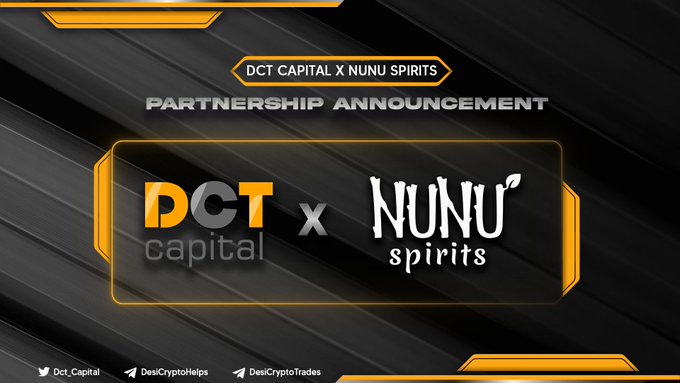 DCT CAPITAL X NUNU SPIRITS
PARTNERSHIP ANNOUNCEMENT
DCT capital X NUNU spirits
Dct_Capital DesiCryptoHelps DesiCryptoTrades